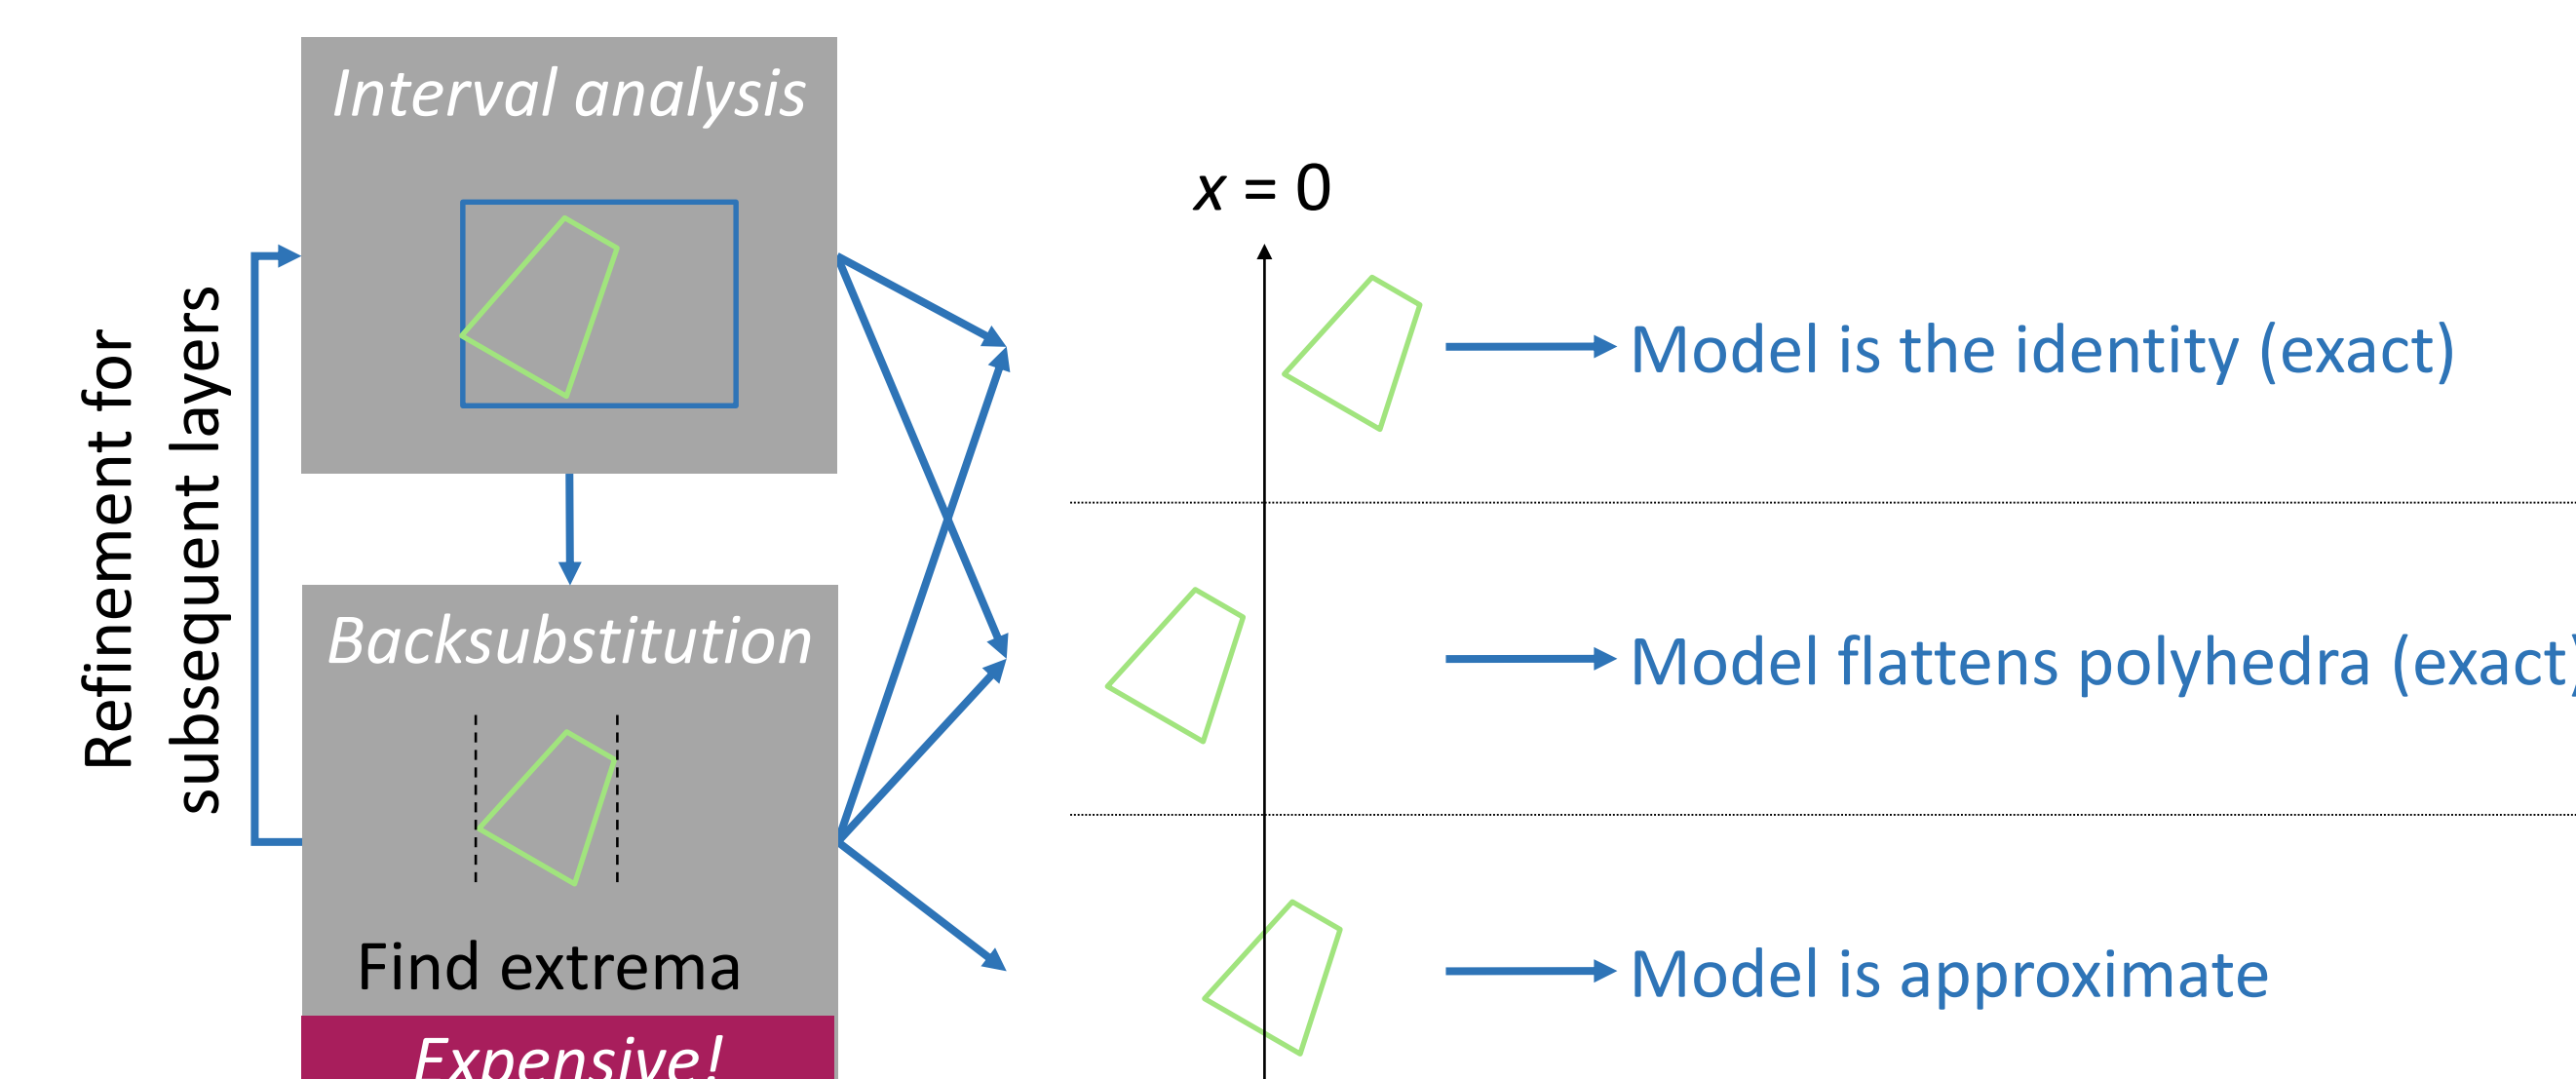 Interval analysis
x = 0
Refinement for
subsequent layers
Model is the identity (exact)
Backsubstitution
Model flattens polyhedra (exact)
Find extrema
Model is approximate
Expensive!